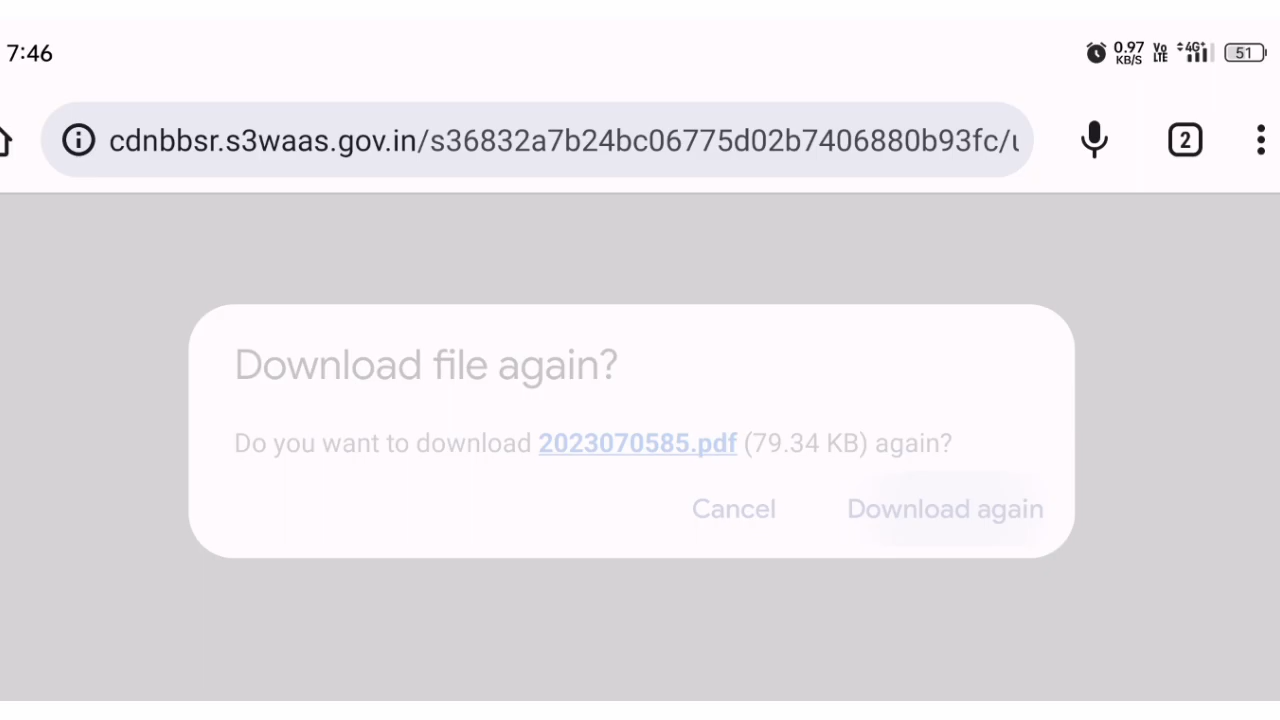 7:46
0.97 KB/S Vo LTE 4G+ 51
cdnbbsr.s3waas.gov.in/s36832a7b24bc06775d02b7406880b93fc/
2
Download file again?
Do you want to download 2023070585.pdf (79.34 KB) again?
Cancel Download again